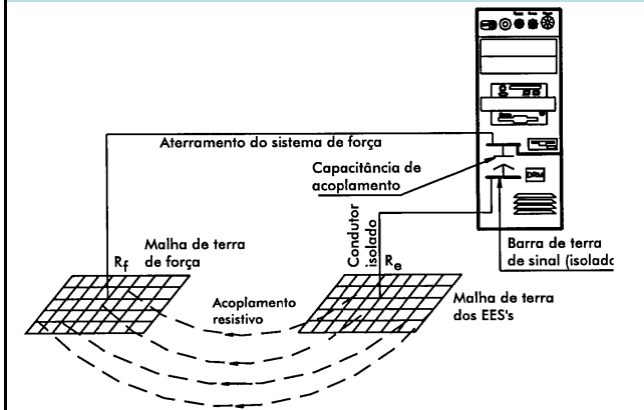 Aterramento do sistema de força
Capacitância de
acoplamento
DRM
Condutor
isolado
Barra de terra
de sinal (isolado
Malha de terra
de força
Rf
Re
Acoplamento
resistivo
Malha de terra
dos EES's